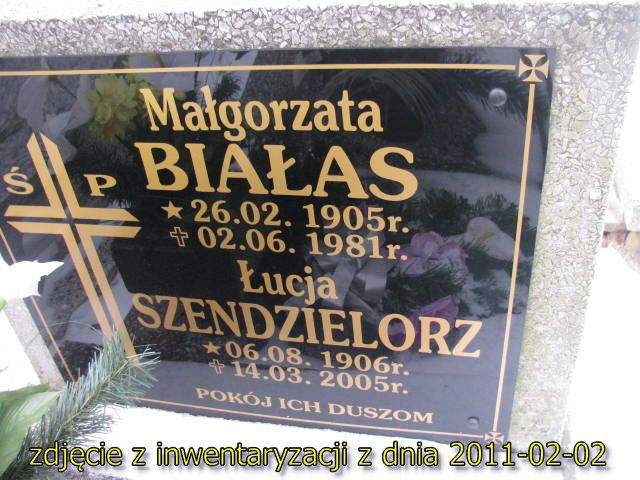 Ś P
Małgorzata
BIAŁAS
★ 26.02. 1905r.
✝ 02.06. 1981r.
Łucja
SZENDZIELORZ
★ 06.08. 1906r.
✝ 14.03. 2005r.
POKÓJ ICH DUSZOM
zdjęcie z inwentaryzacji z dnia 2011-02-02